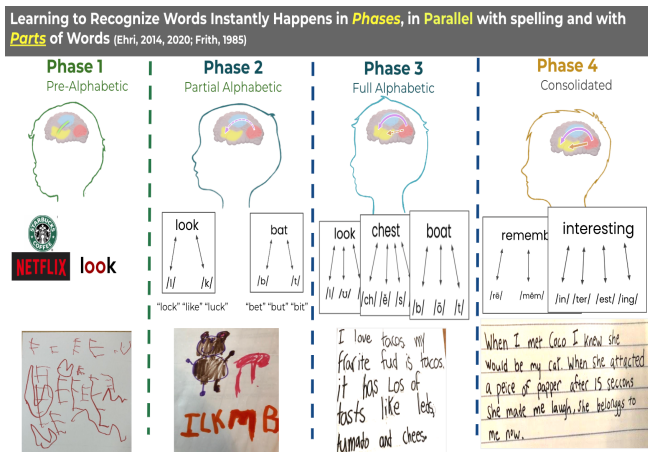 Learning to Recognize Words Instantly Happens in Phases, in Parallel with spelling and with
Parts of Words (Ehri, 2014, 2020; Frith, 1985)
Phase 1
Pre-Alphabetic
STARBUCKS
COFFEE
NETFLIX
look
Phase 2
Partial Alphabetic
look
/l/ /k/
"lock" "like" "luck"
bat
/b/ /t/
"bet" "but" "bit"
ILKMB
Phase 3
Full Alphabetic
look
/l/ /ʊ/
chest
/ch/ /ĕ/ /s/
boat
/b/ /ō/ /t/
I love tacos my
flarite fud is tacos.
it has Los of
tasts like leds,
tumado and chees
Phase 4
Consolidated
rememb
/rē/ /mĕm/
interesting
/in/ /ter/ /est/ /ing/
When I met Coco I knew she
would be my cat. When she attracted
a peice of papper after 15 seccons
she made me laugh. She belongs to
me now.